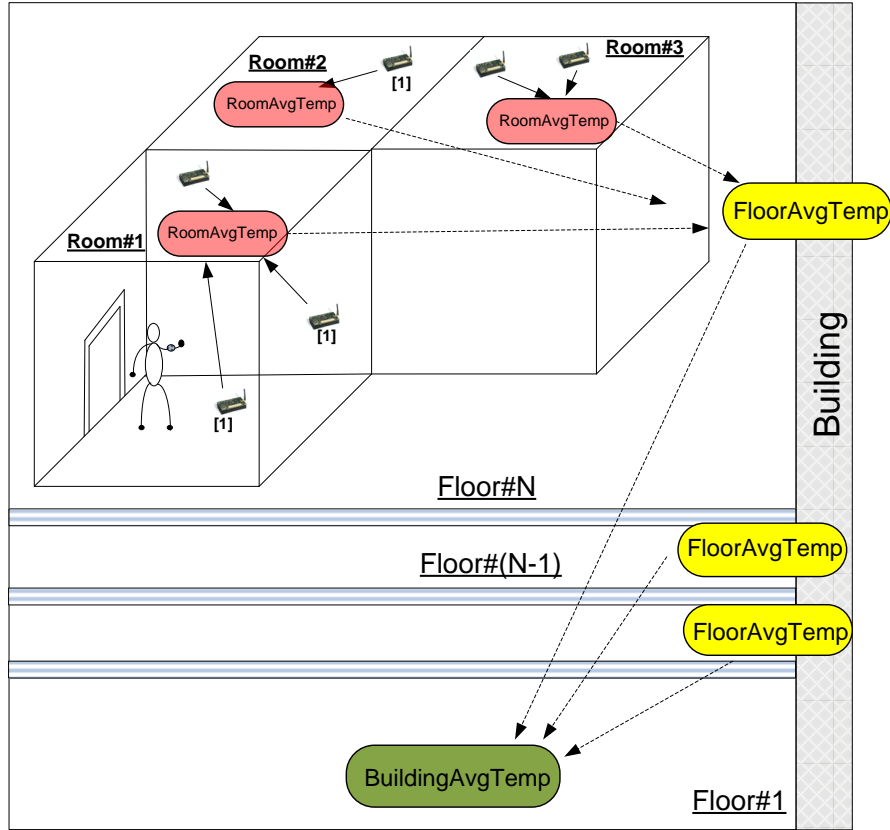 Room#2
[1]
Room#3
RoomAvgTemp
RoomAvgTemp
FloorAvgTemp
Room#1
RoomAvgTemp
[1]
[1]
Building
Floor#N
FloorAvgTemp
Floor#(N-1)
FloorAvgTemp
BuildingAvgTemp
Floor#1